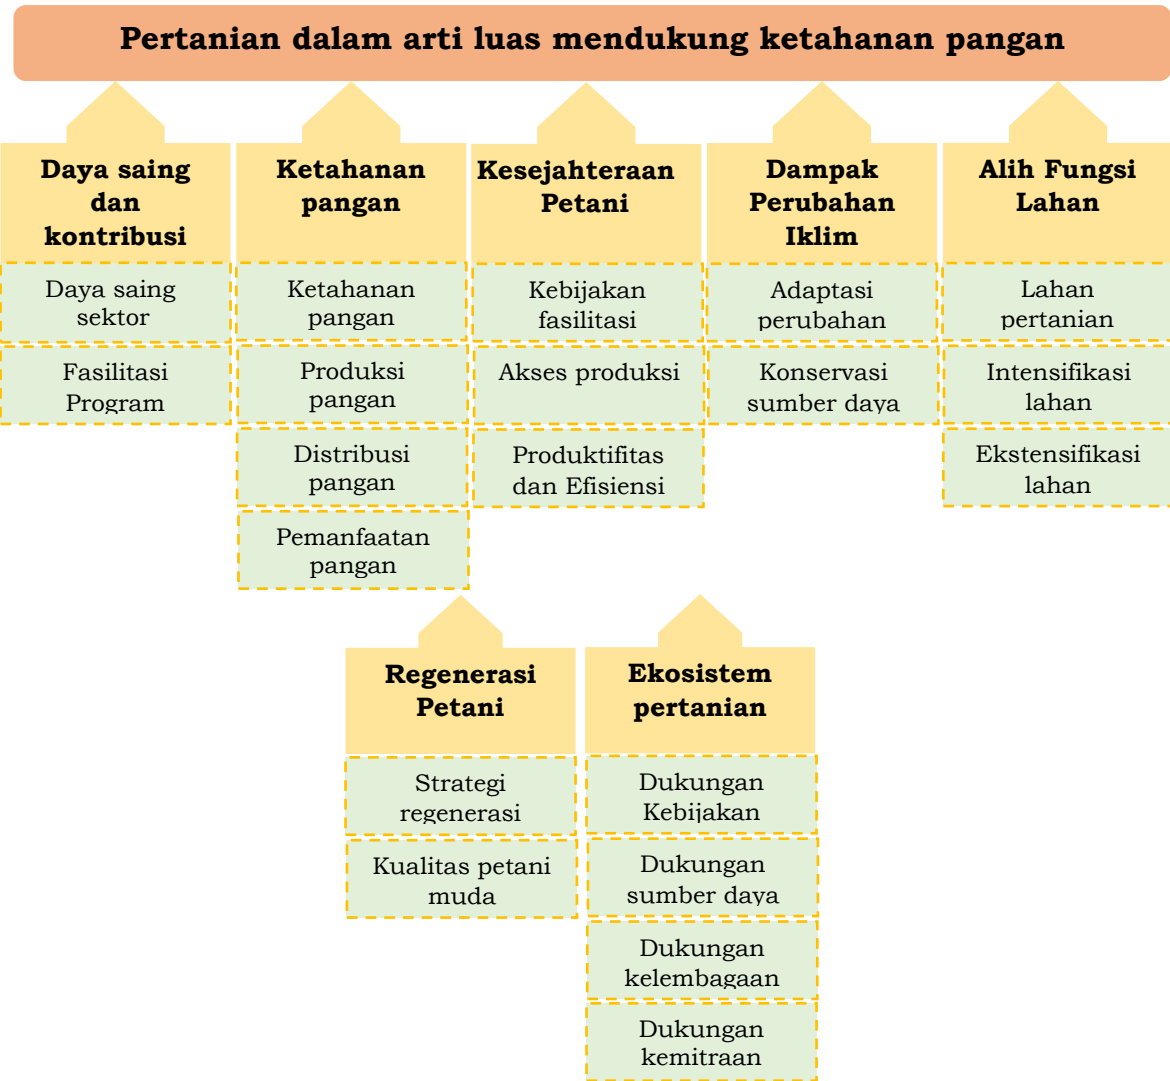 Pertanian dalam arti luas mendukung ketahanan pangan
Daya saing
dan
kontribusi
Daya saing
sektor
Fasilitasi
Program
Ketahanan
pangan
Ketahanan
pangan
Produksi
pangan
Distribusi
pangan
Pemanfaatan
pangan
Kesejahteraan
Petani
Kebijakan
fasilitasi
Akses produksi
Produktifitas
dan Efisiensi
Dampak
Perubahan
Iklim
Adaptasi
perubahan
Konservasi
sumber daya
Alih Fungsi
Lahan
Lahan
pertanian
Intensifikasi
lahan
Ekstensifikasi
lahan
Regenerasi
Petani
Strategi
regenerasi
Kualitas petani
muda
Ekosistem
pertanian
Dukungan
Kebijakan
Dukungan
sumber daya
Dukungan
kelembagaan
Dukungan
kemitraan